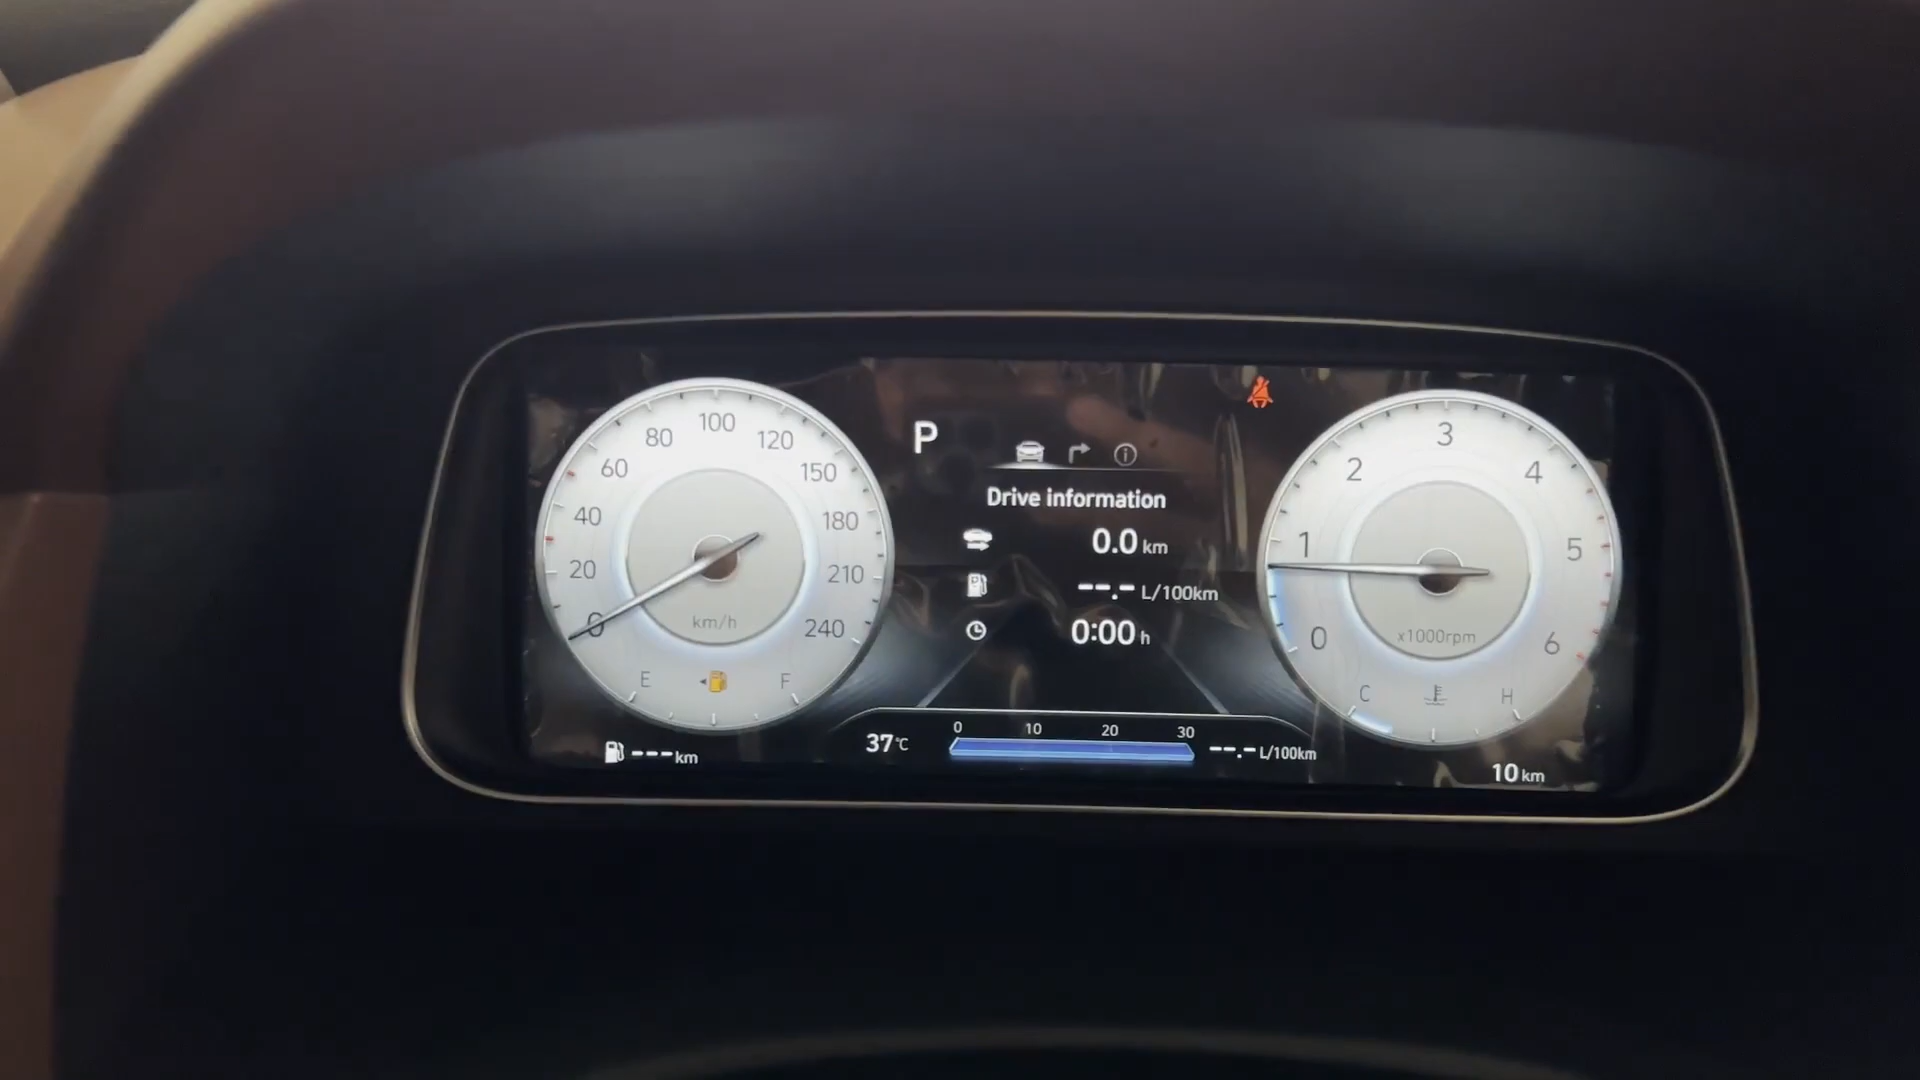 100
80
120
60
150
40
180
20
210
0
km/h
240
E
F
--- km
P
Drive information
0.0 km
--.- L/100km
0:00 h
37°C
0 10 20 30
--.- L/100km
3
2
4
1
5
0
x1000rpm
6
C
H
10 km